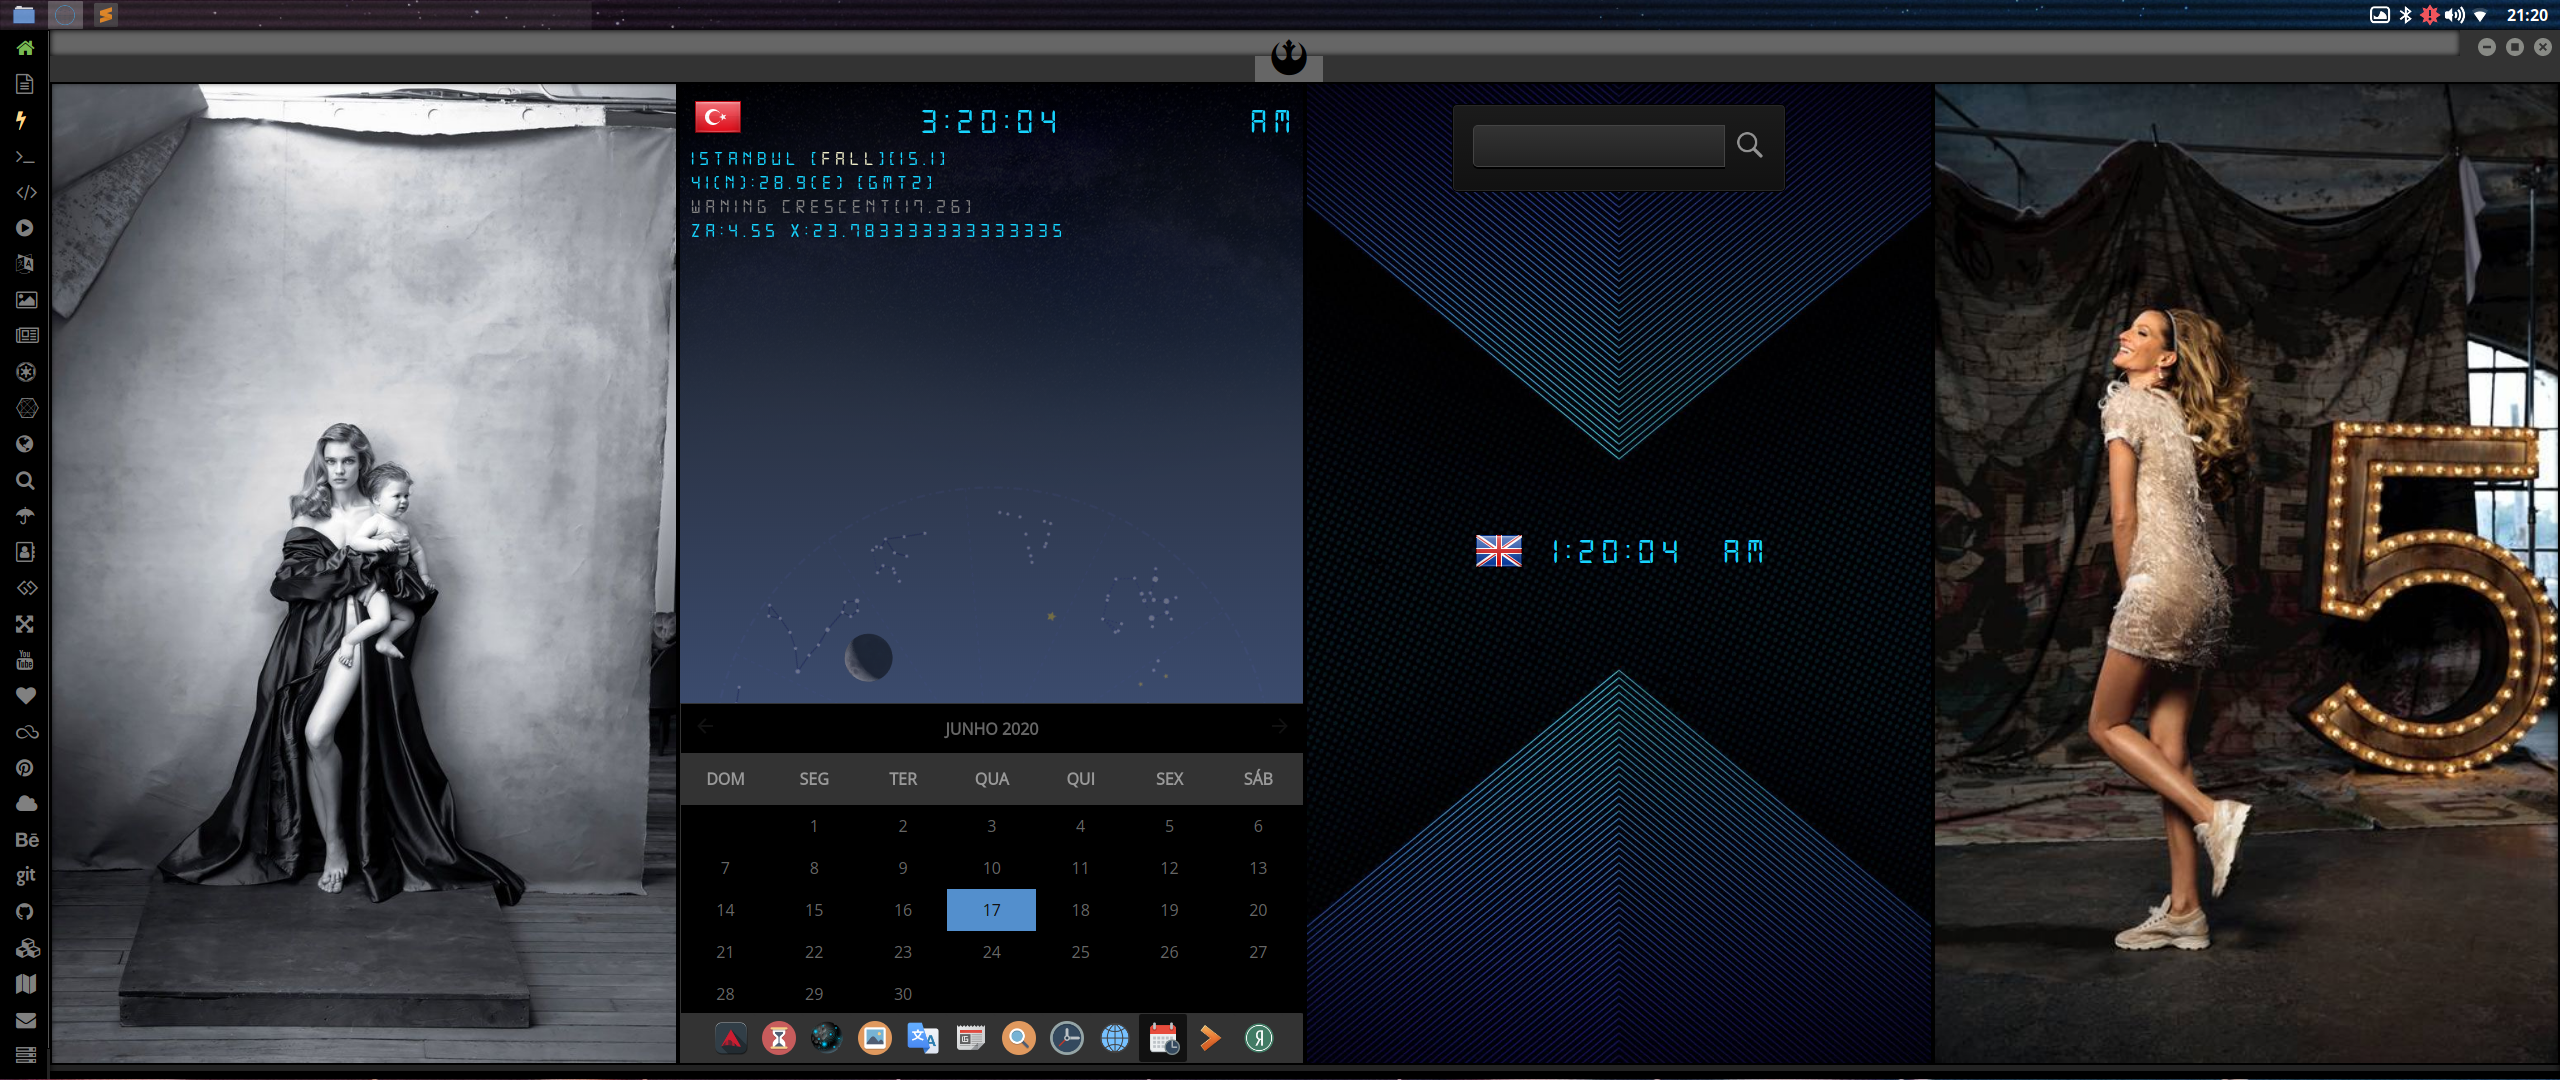 21:20
3:20:04 AM
ISTANBUL [FALL][15.1]
41(N):28.9(E) [GMT2]
WANING CRESCENT[17.26]
ZA:4.55 X:23.783333333333335
JUNHO 2020
DOM SEG TER QUA QUI SEX SÁB
1 2 3 4 5 6
7 8 9 10 11 12 13
14 15 16 17 18 19 20
21 22 23 24 25 26 27
28 29 30
1:20:04 AM
5
You
Tube
Bē
git